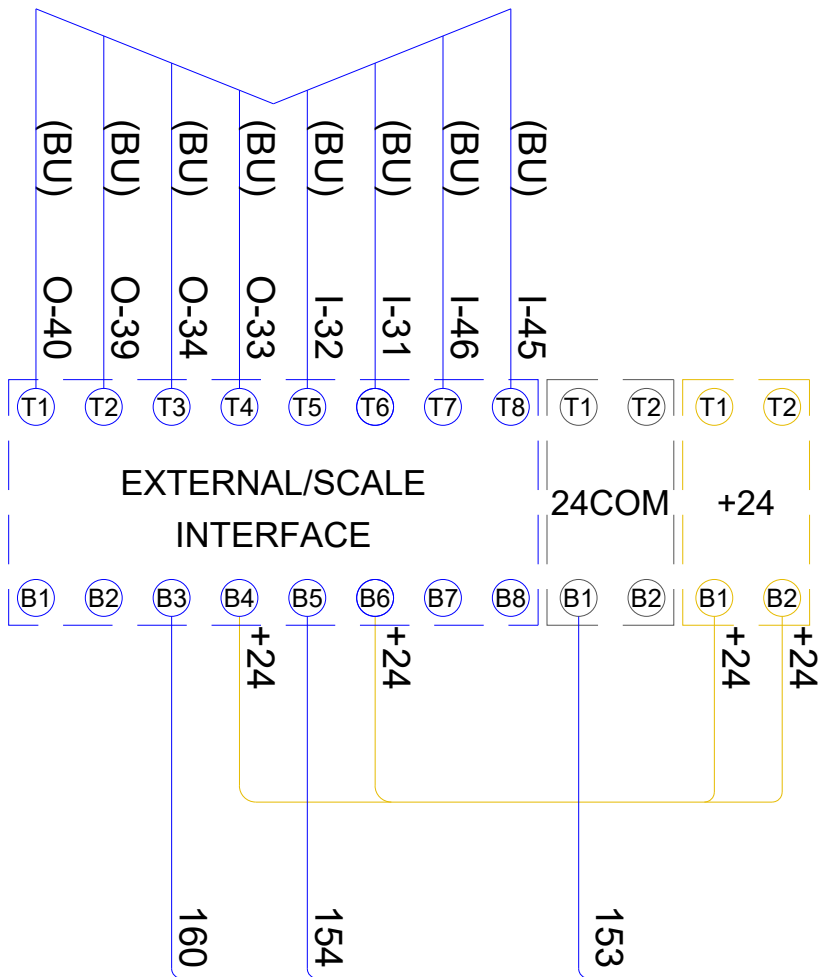 (BU) (BU) (BU) (BU) (BU) (BU) (BU) (BU)
O-40 O-39 O-34 O-33 I-32 I-31 I-46 I-45
T1 T2 T3 T4 T5 T6 T7 T8 T1 T2 T1 T2
EXTERNAL/SCALE
INTERFACE
24COM
+24
B1 B2 B3 B4 B5 B6 B7 B8 B1 B2 B1 B2
+24 +24 +24 +24
160 154 153